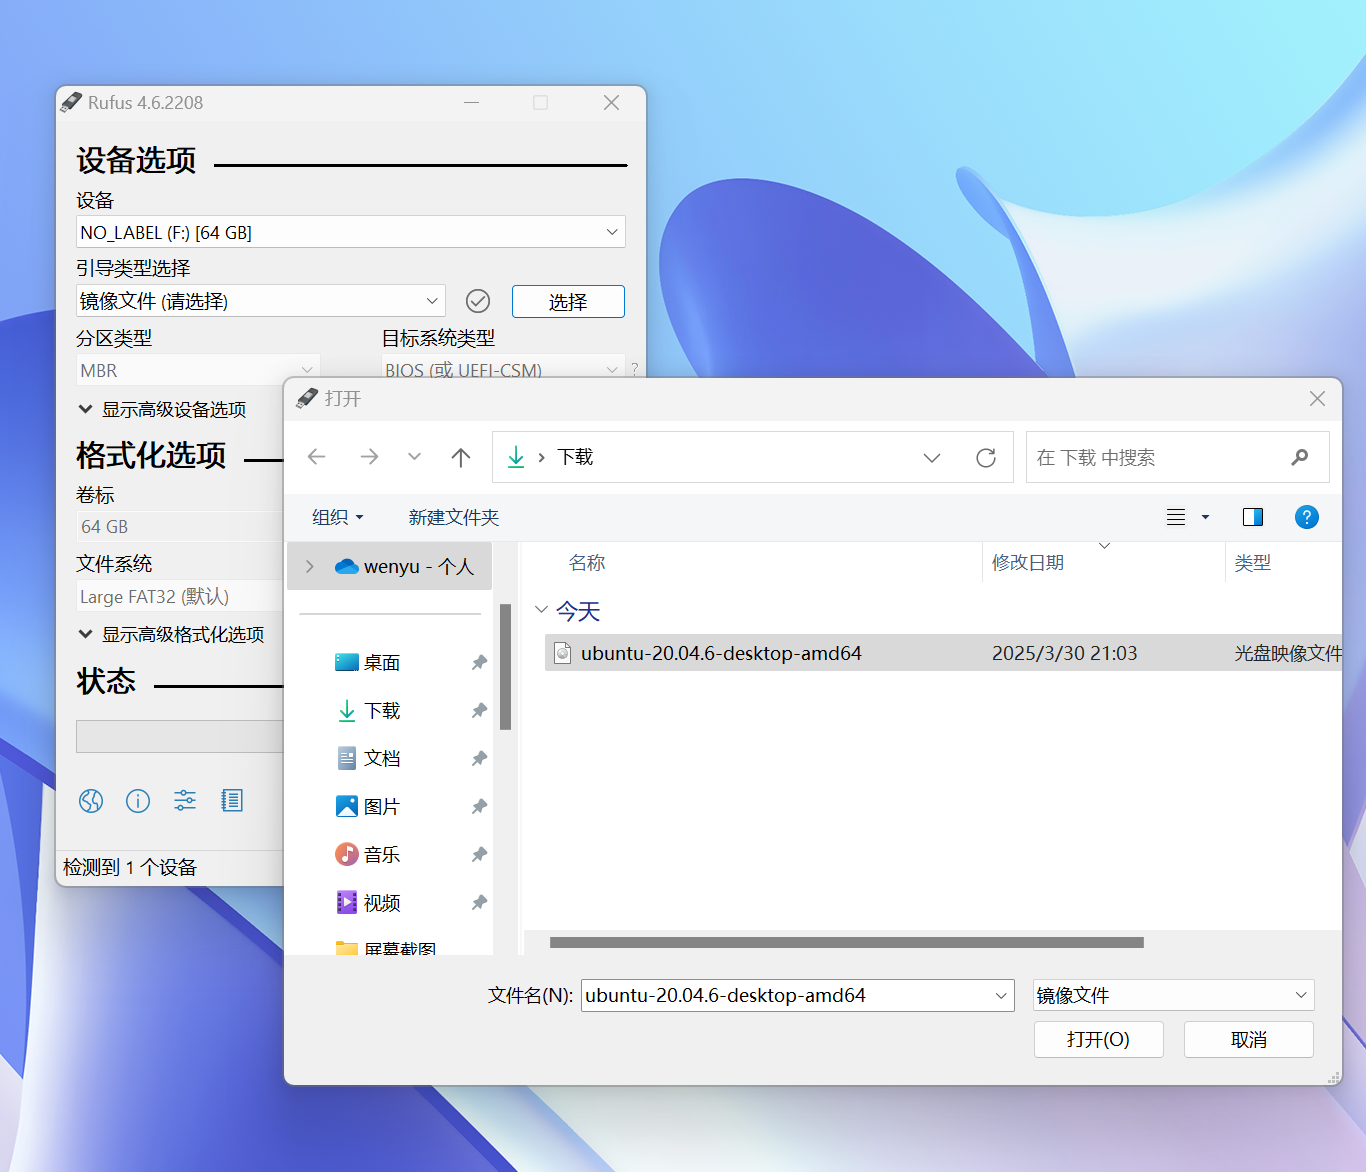 Rufus 4.6.2208
设备选项
设备
NO_LABEL (F:) [64 GB]
引导类型选择
镜像文件 (请选择)
选择
分区类型
目标系统类型
MBR
BIOS (或 UEFI-CSM)
?
显示高级设备选项
格式化选项
卷标
64 GB
文件系统
Large FAT32 (默认)
显示高级格式化选项
状态
检测到 1 个设备
打开
下载
在 下载 中搜索
组织
新建文件夹
?
wenyu - 个人
桌面
下载
文档
图片
音乐
视频
屏幕截图
名称
修改日期
类型
今天
ubuntu-20.04.6-desktop-amd64
2025/3/30 21:03
光盘映像文件
文件名(N):
ubuntu-20.04.6-desktop-amd64
镜像文件
打开(O)
取消